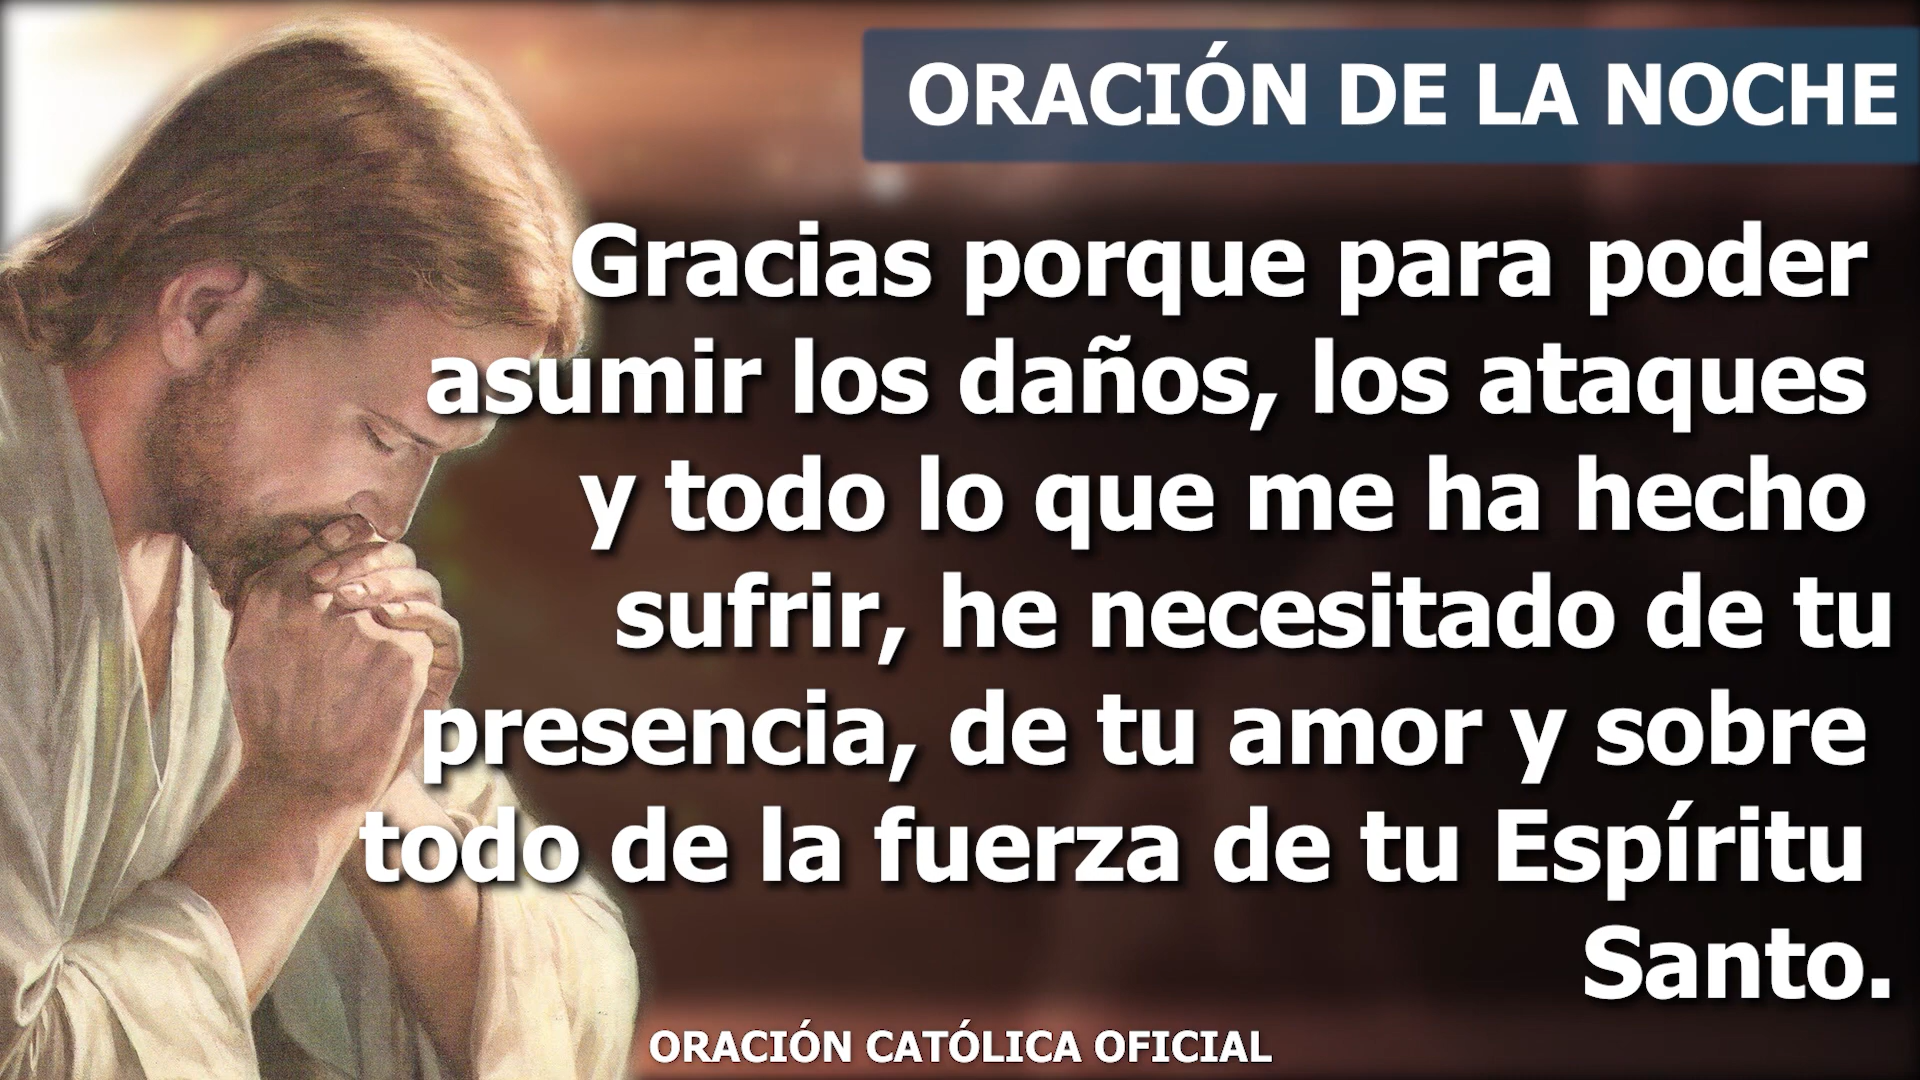 ORACIÓN DE LA NOCHE
Gracias porque para poder
asumir los daños, los ataques
y todo lo que me ha hecho
sufrir, he necesitado de tu
presencia, de tu amor y sobre
todo de la fuerza de tu Espíritu
Santo.
ORACIÓN CATÓLICA OFICIAL